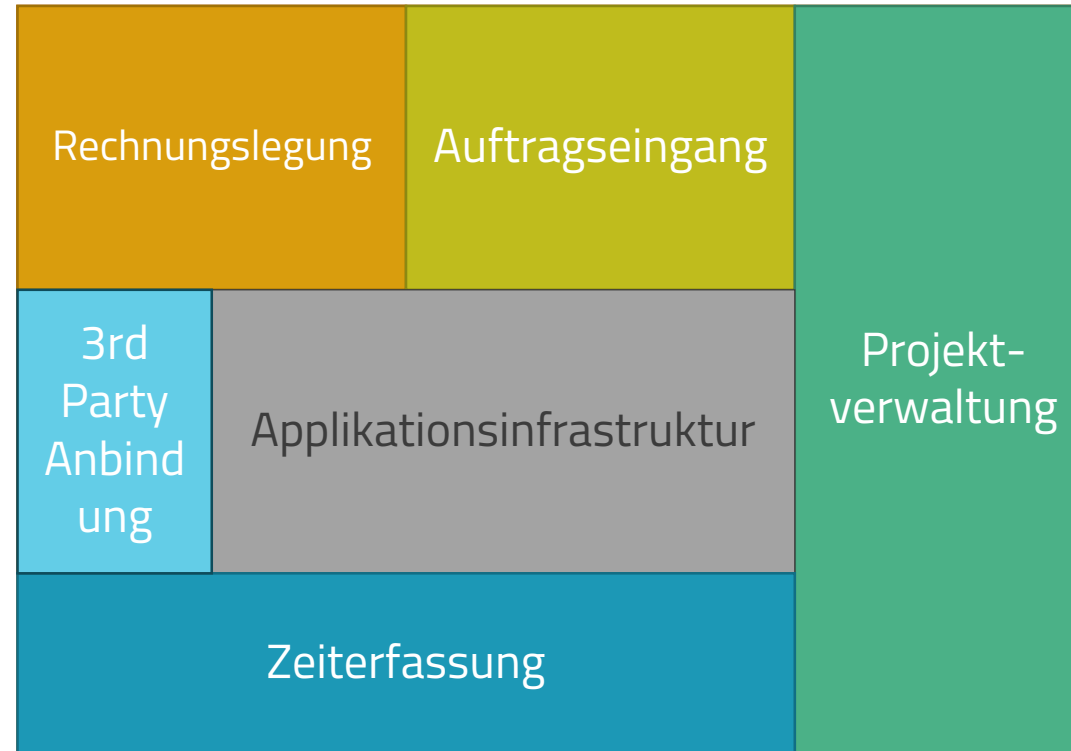 Rechnungslegung
Auftragseingang
3rd
Party
Anbind
ung
Applikationsinfrastruktur
Projekt-
verwaltung
Zeiterfassung